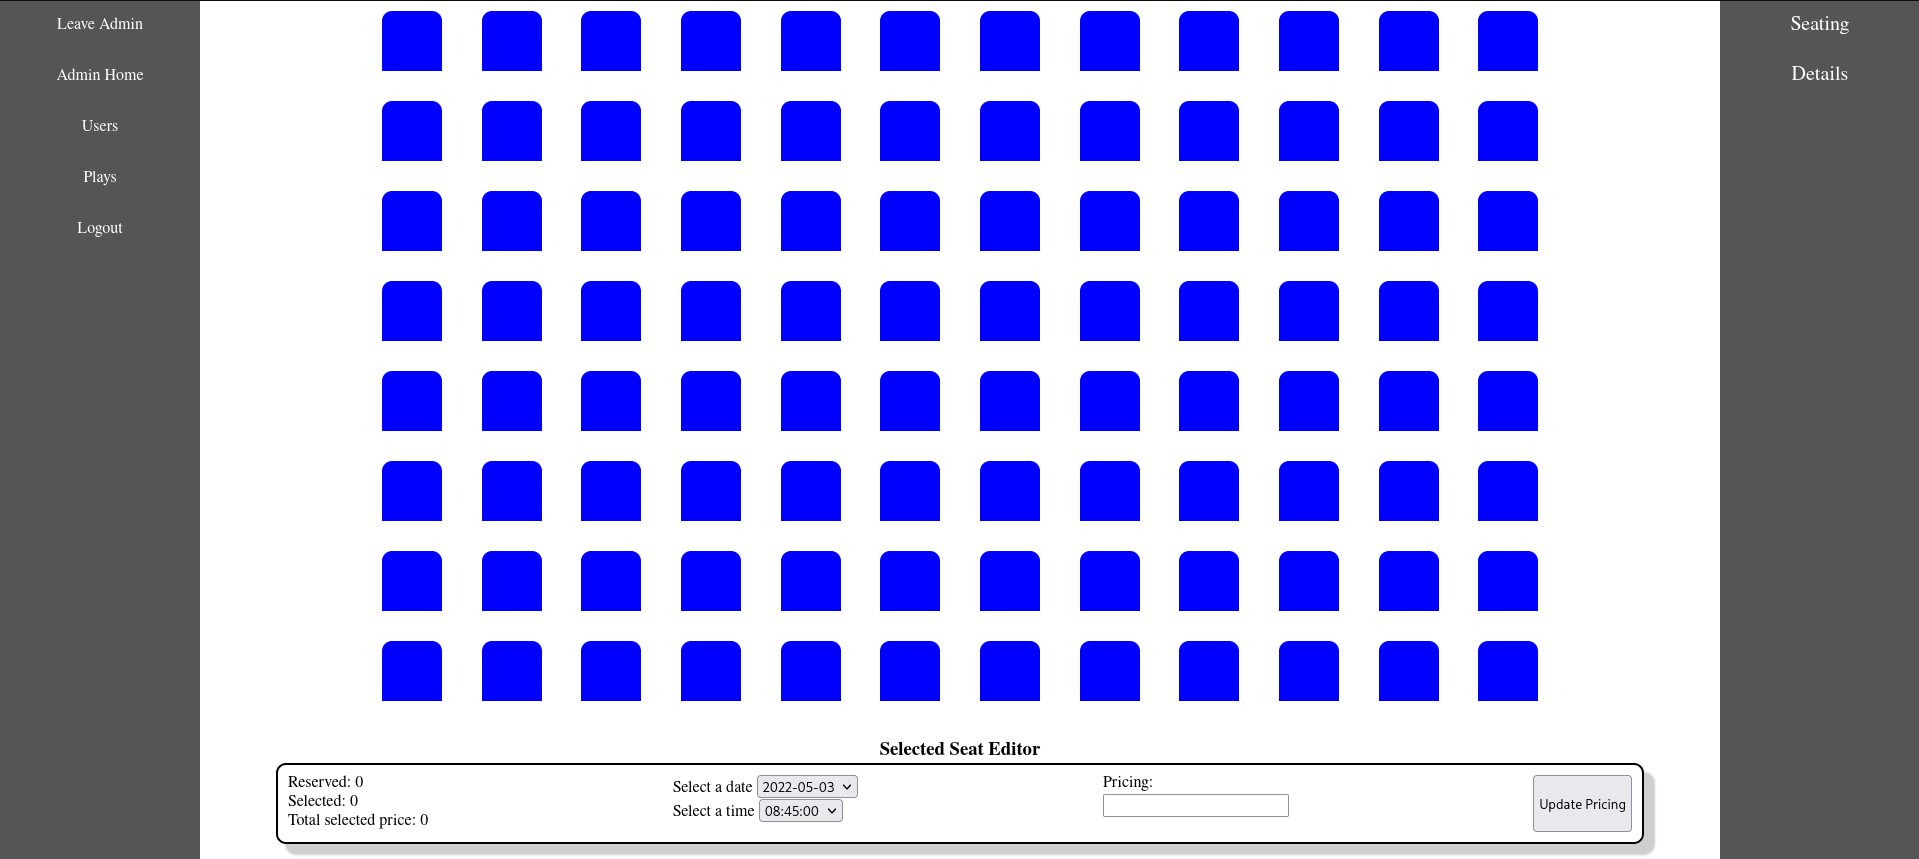 Leave Admin
Admin Home
Users
Plays
Logout
Seating
Details
Selected Seat Editor
Reserved: 0
Selected: 0
Total selected price: 0
Select a date 2022-05-03
Select a time 08:45:00
Pricing:
Update Pricing